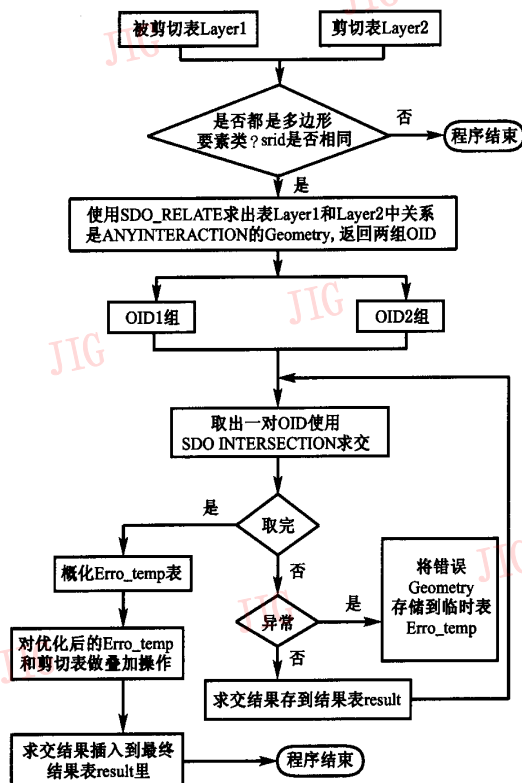 被剪切表Layer1
剪切表Layer2
是否都是多边形
要素类?srid是否相同
否
程序结束
是
使用SDO_RELATE求出表Layer1和Layer2中关系
是ANYINTERACTION的Geometry,返回两组OID
OID1组
OID2组
取出一对OID使用
SDO INTERSECTION求交
是
取完
否
概化Erro_temp表
异常
是
将错误
Geometry
存储到临时表
Erro_temp
否
对优化后的Erro_temp
和剪切表做叠加操作
求交结果存到结果表result
求交结果插入到最终
结果表result里
程序结束
JIG
JIG
JIG
JIG
JIG
JIG